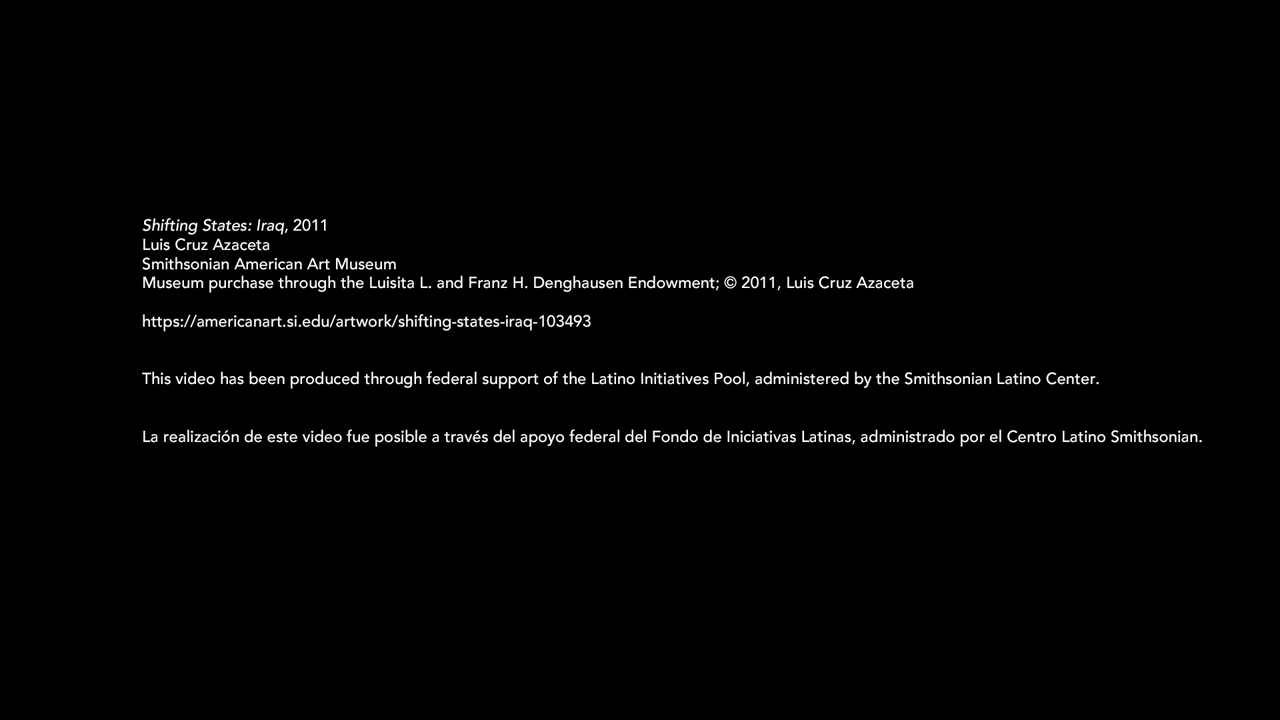 Shifting States: Iraq, 2011
Luis Cruz Azaceta
Smithsonian American Art Museum
Museum purchase through the Luisita L. and Franz H. Denghausen Endowment; © 2011, Luis Cruz Azaceta
https://americanart.si.edu/artwork/shifting-states-iraq-103493
This video has been produced through federal support of the Latino Initiatives Pool, administered by the Smithsonian Latino Center.
La realización de este video fue posible a través del apoyo federal del Fondo de Iniciativas Latinas, administrado por el Centro Latino Smithsonian.